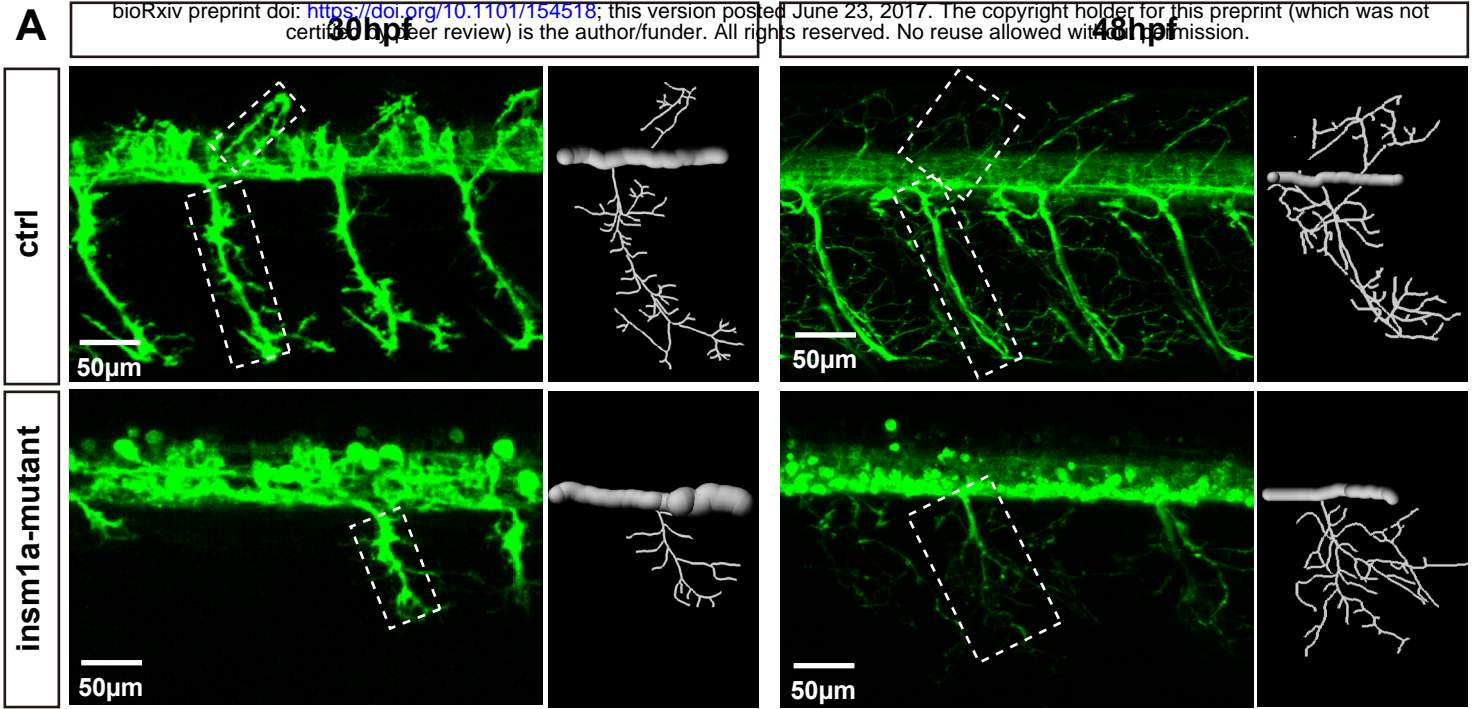 bioRxiv preprint doi: https://doi.org/10.1101/154518; this version posted June 23, 2017. The copyright holder for this preprint (which was not
certified by peer review) is the author/funder. All rights reserved. No reuse allowed without permission.
A
30hpf
48hpf
ctrl
50µm
50µm
insm1a-mutant
50µm
50µm